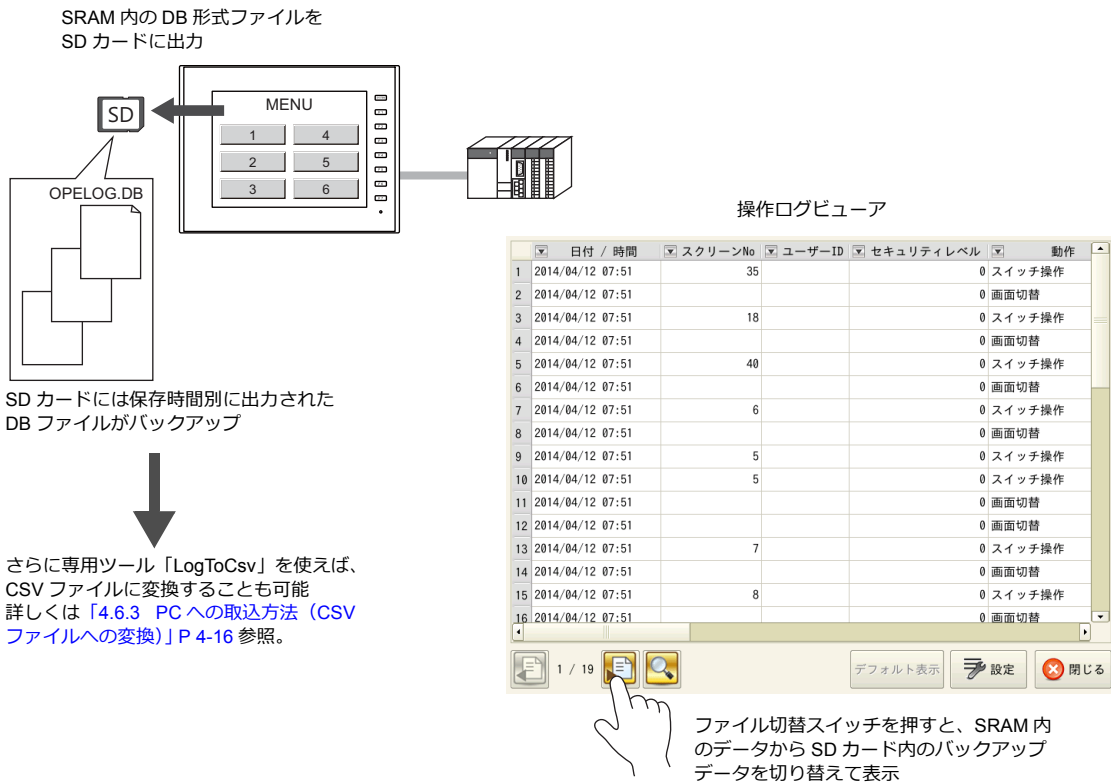 SRAM 内の DB 形式ファイルを
SD カードに出力
SD
MENU
1 4
2 5
3 6
OPELOG.DB
SD カードには保存時間別に出力された
DB ファイルがバックアップ
さらに専用ツール「LogToCsv」を使えば、
CSV ファイルに変換することも可能
詳しくは「4.6.3 PC への取込方法（CSV
ファイルへの変換）」P 4-16 参照。
操作ログビューア
日付 / 時間 スクリーンNo ユーザーID セキュリティレベル 動作
1 2014/04/12 07:51 35 0 スイッチ操作
2 2014/04/12 07:51 0 画面切替
3 2014/04/12 07:51 18 0 スイッチ操作
4 2014/04/12 07:51 0 画面切替
5 2014/04/12 07:51 40 0 スイッチ操作
6 2014/04/12 07:51 0 画面切替
7 2014/04/12 07:51 6 0 スイッチ操作
8 2014/04/12 07:51 0 画面切替
9 2014/04/12 07:51 5 0 スイッチ操作
10 2014/04/12 07:51 5 0 スイッチ操作
11 2014/04/12 07:51 0 画面切替
12 2014/04/12 07:51 0 画面切替
13 2014/04/12 07:51 7 0 スイッチ操作
14 2014/04/12 07:51 0 画面切替
15 2014/04/12 07:51 8 0 スイッチ操作
16 2014/04/12 07:51 0 画面切替
1 / 19 デフォルト表示 設定 閉じる
ファイル切替スイッチを押すと、SRAM 内
のデータから SD カード内のバックアップ
データを切り替えて表示